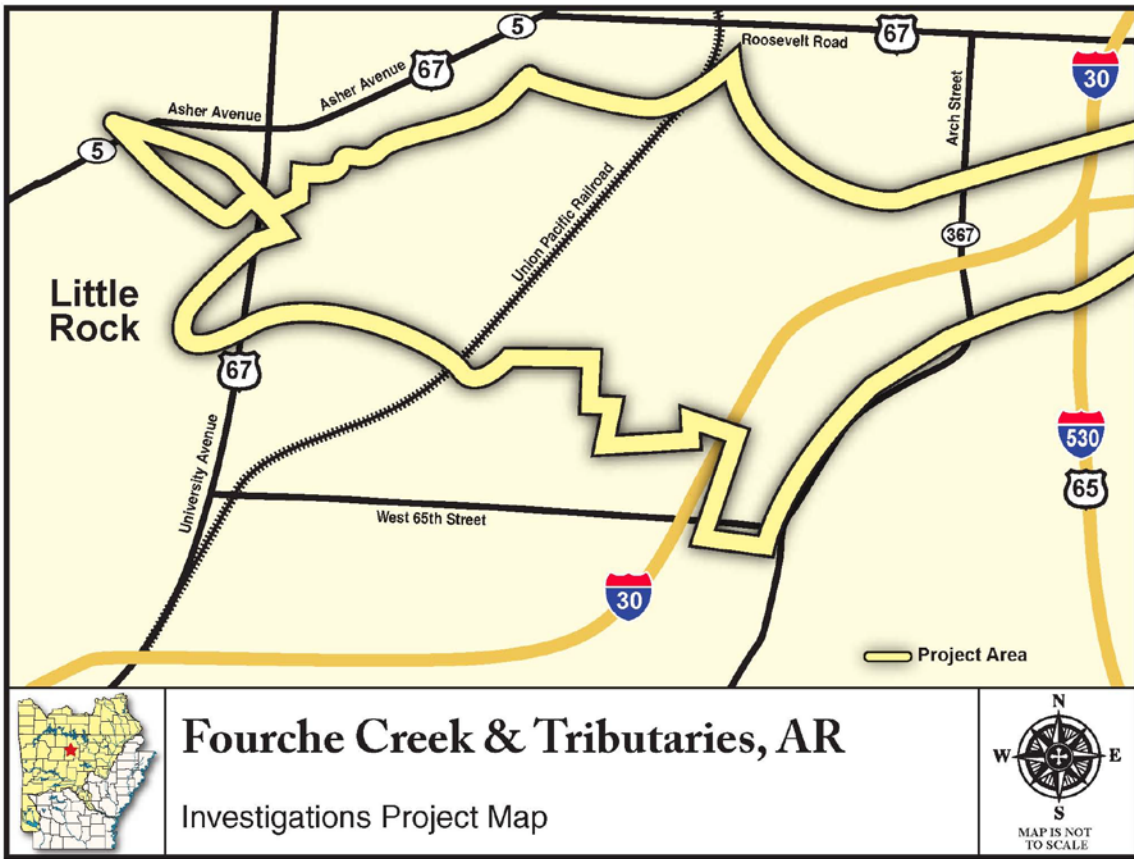 5
Roosevelt Road
67
Asher Avenue
67
30
Asher Avenue
Arch Street
5
Union Pacific Railroad
367
Little
Rock
67
University Avenue
530
65
West 65th Street
30
Project Area
Fourche Creek & Tributaries, AR
Investigations Project Map
N
W
E
S
MAP IS NOT
TO SCALE